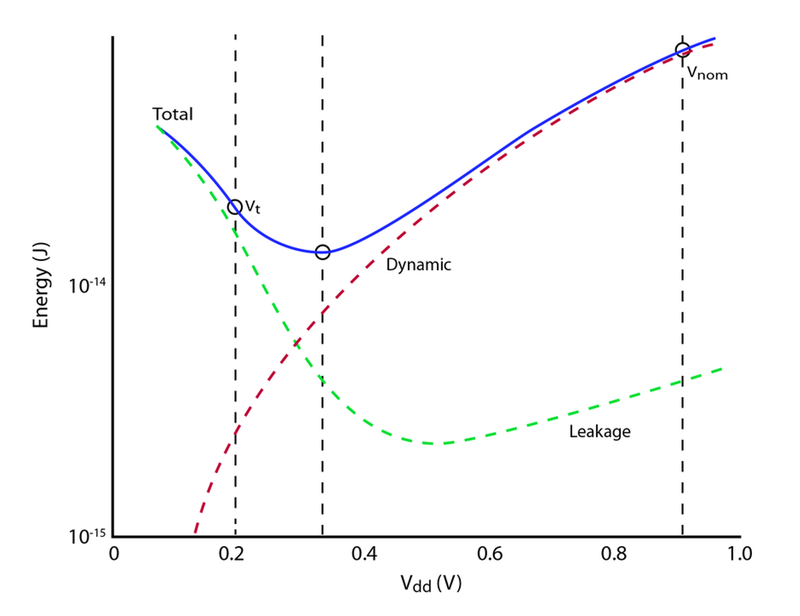 Total
Vt
Vnom
Dynamic
Leakage
Energy (J)
10-14
10-15
0
0.2
0.4
0.6
0.8
1.0
Vdd (V)